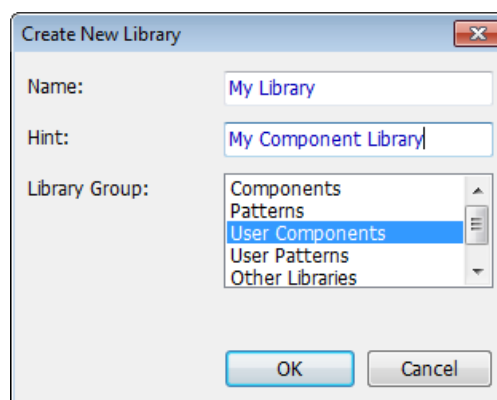 Create New Library
Name: My Library
Hint: My Component Library
Library Group: Components
Patterns
User Components
User Patterns
Other Libraries
OK Cancel